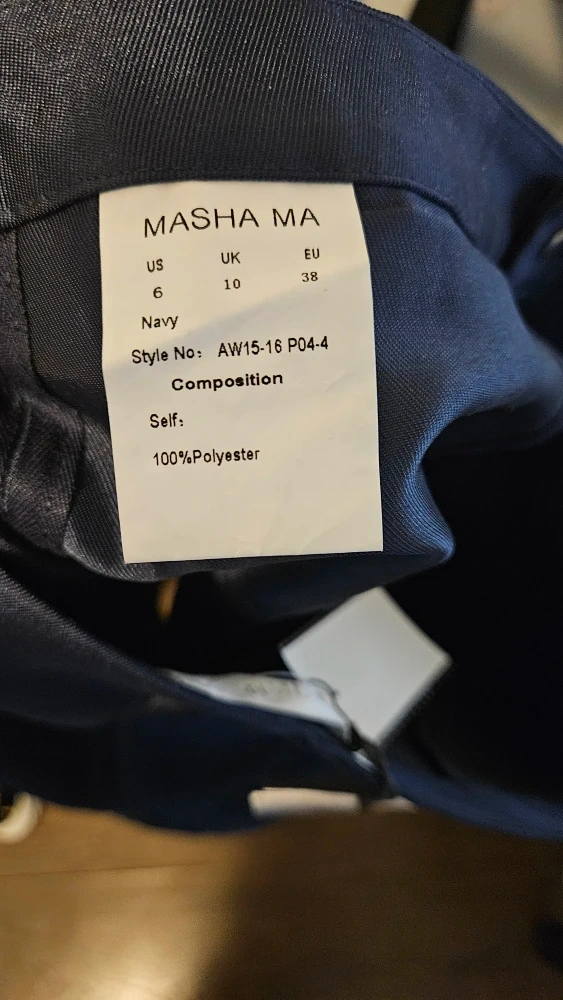 MASHA MA
US UK EU
6 10 38
Navy
Style No: AW15-16 P04-4
Composition
Self:
100%Polyester